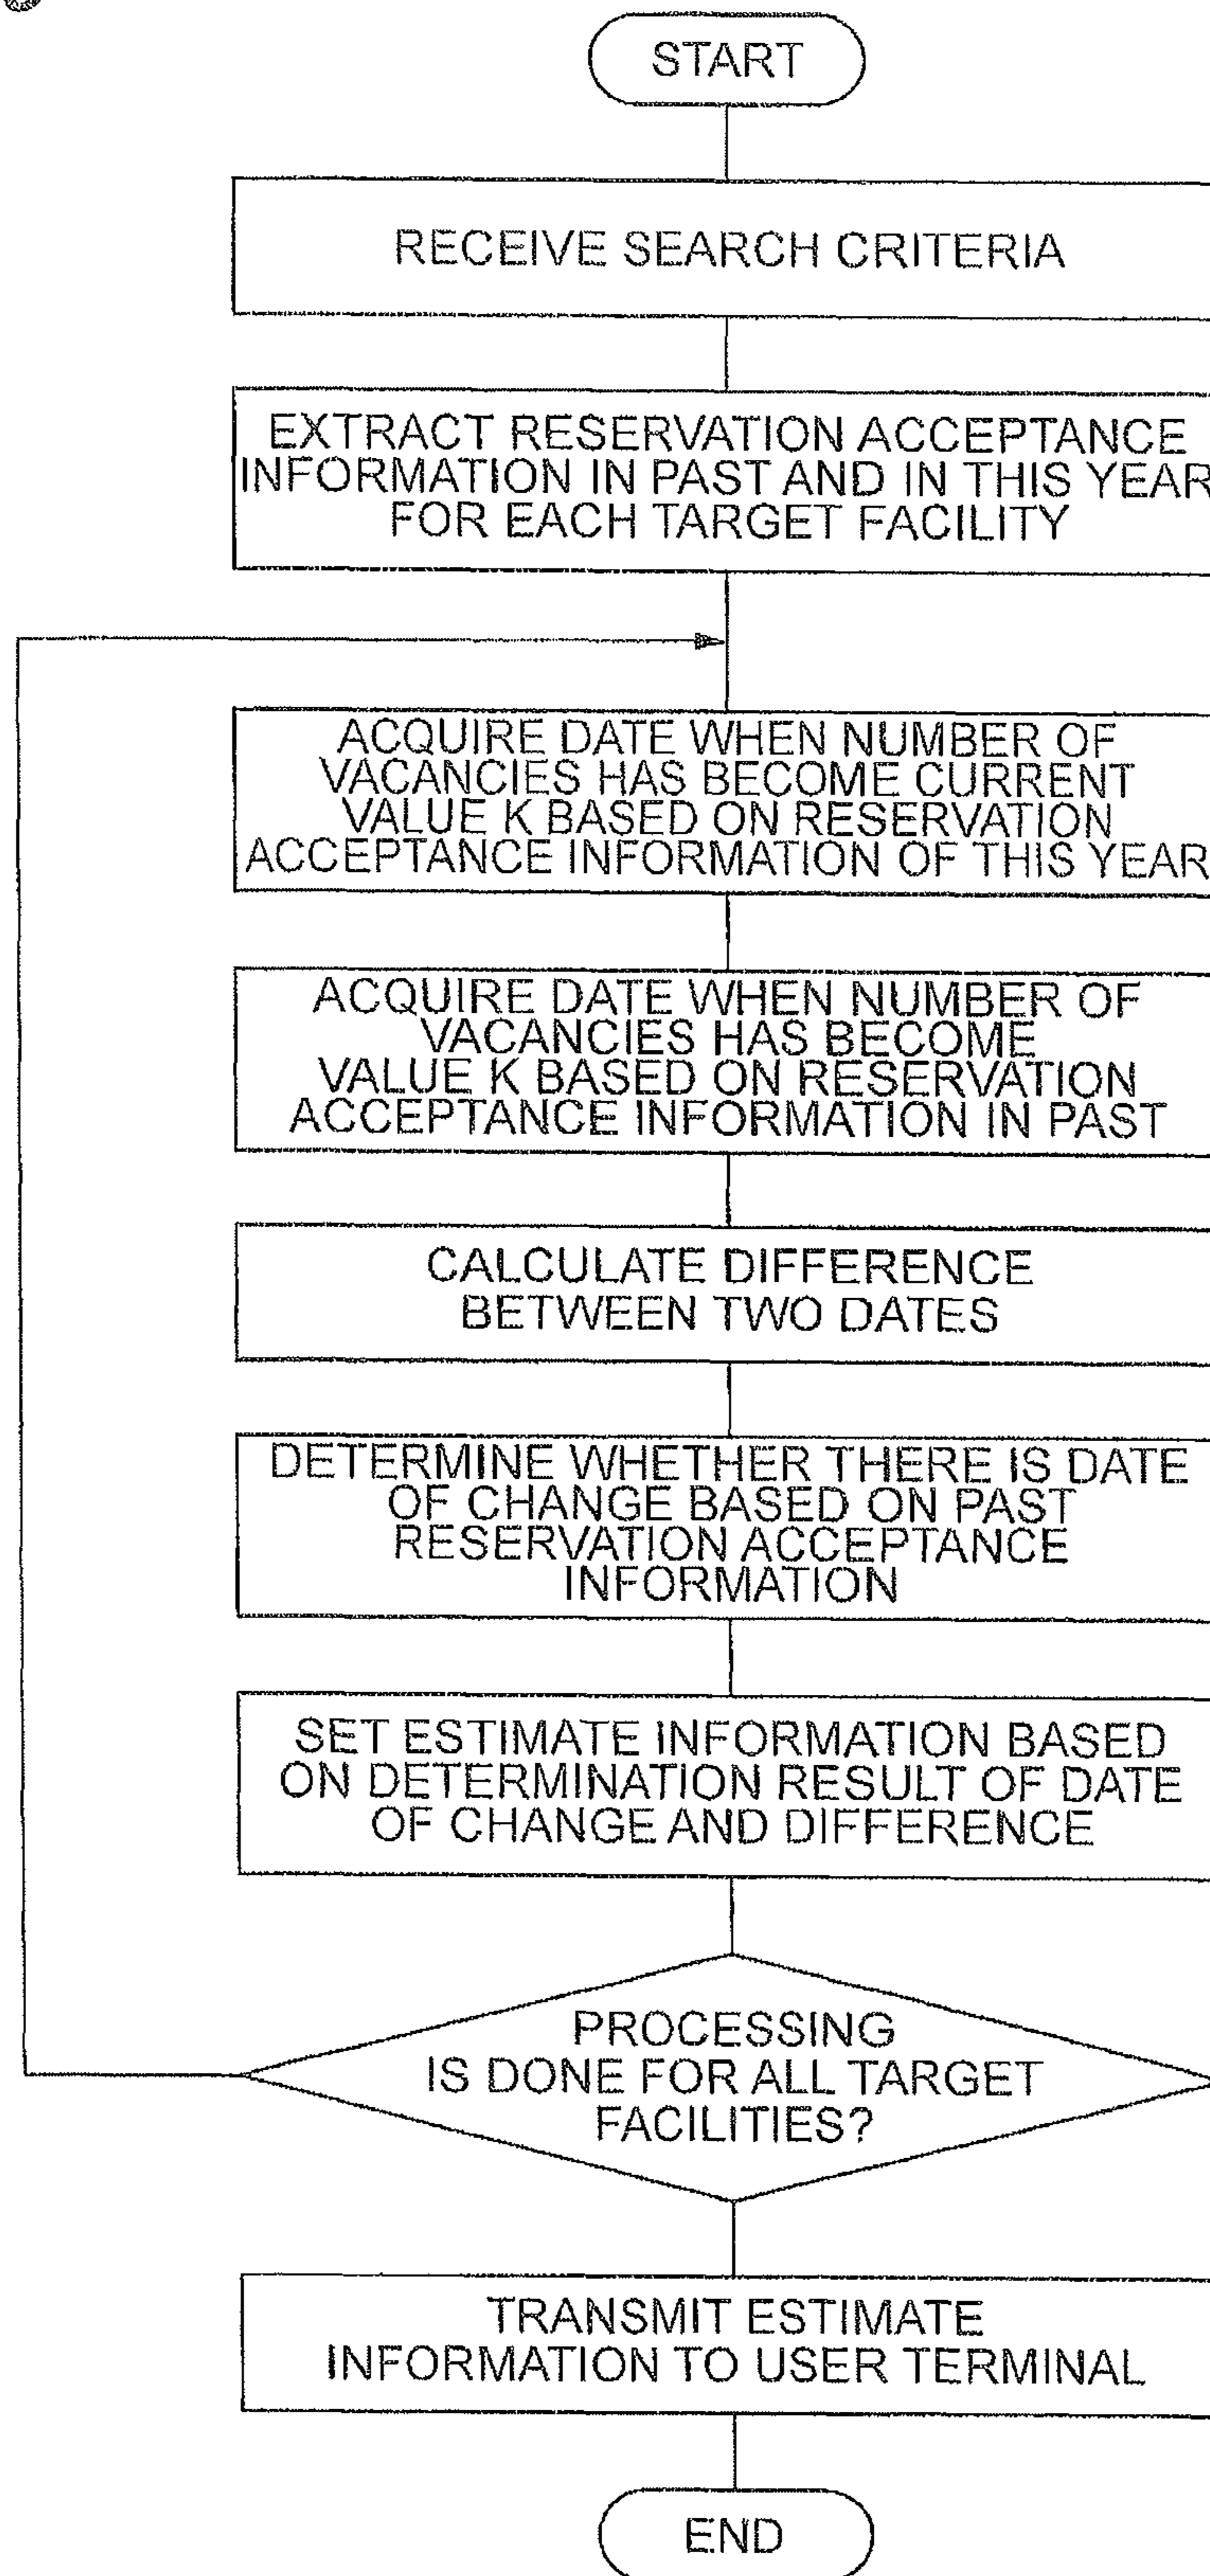 START
RECEIVE SEARCH CRITERIA
EXTRACT RESERVATION ACCEPTANCE
INFORMATION IN PAST AND IN THIS YEAR
FOR EACH TARGET FACILITY
ACQUIRE DATE WHEN NUMBER OF
VACANCIES HAS BECOME CURRENT
VALUE K BASED ON RESERVATION
ACCEPTANCE INFORMATION OF THIS YEAR
ACQUIRE DATE WHEN NUMBER OF
VACANCIES HAS BECOME
VALUE K BASED ON RESERVATION
ACCEPTANCE INFORMATION IN PAST
CALCULATE DIFFERENCE
BETWEEN TWO DATES
DETERMINE WHETHER THERE IS DATE
OF CHANGE BASED ON PAST
RESERVATION ACCEPTANCE
INFORMATION
SET ESTIMATE INFORMATION BASED
ON DETERMINATION RESULT OF DATE
OF CHANGE AND DIFFERENCE
PROCESSING
IS DONE FOR ALL TARGET
FACILITIES?
TRANSMIT ESTIMATE
INFORMATION TO USER TERMINAL
END